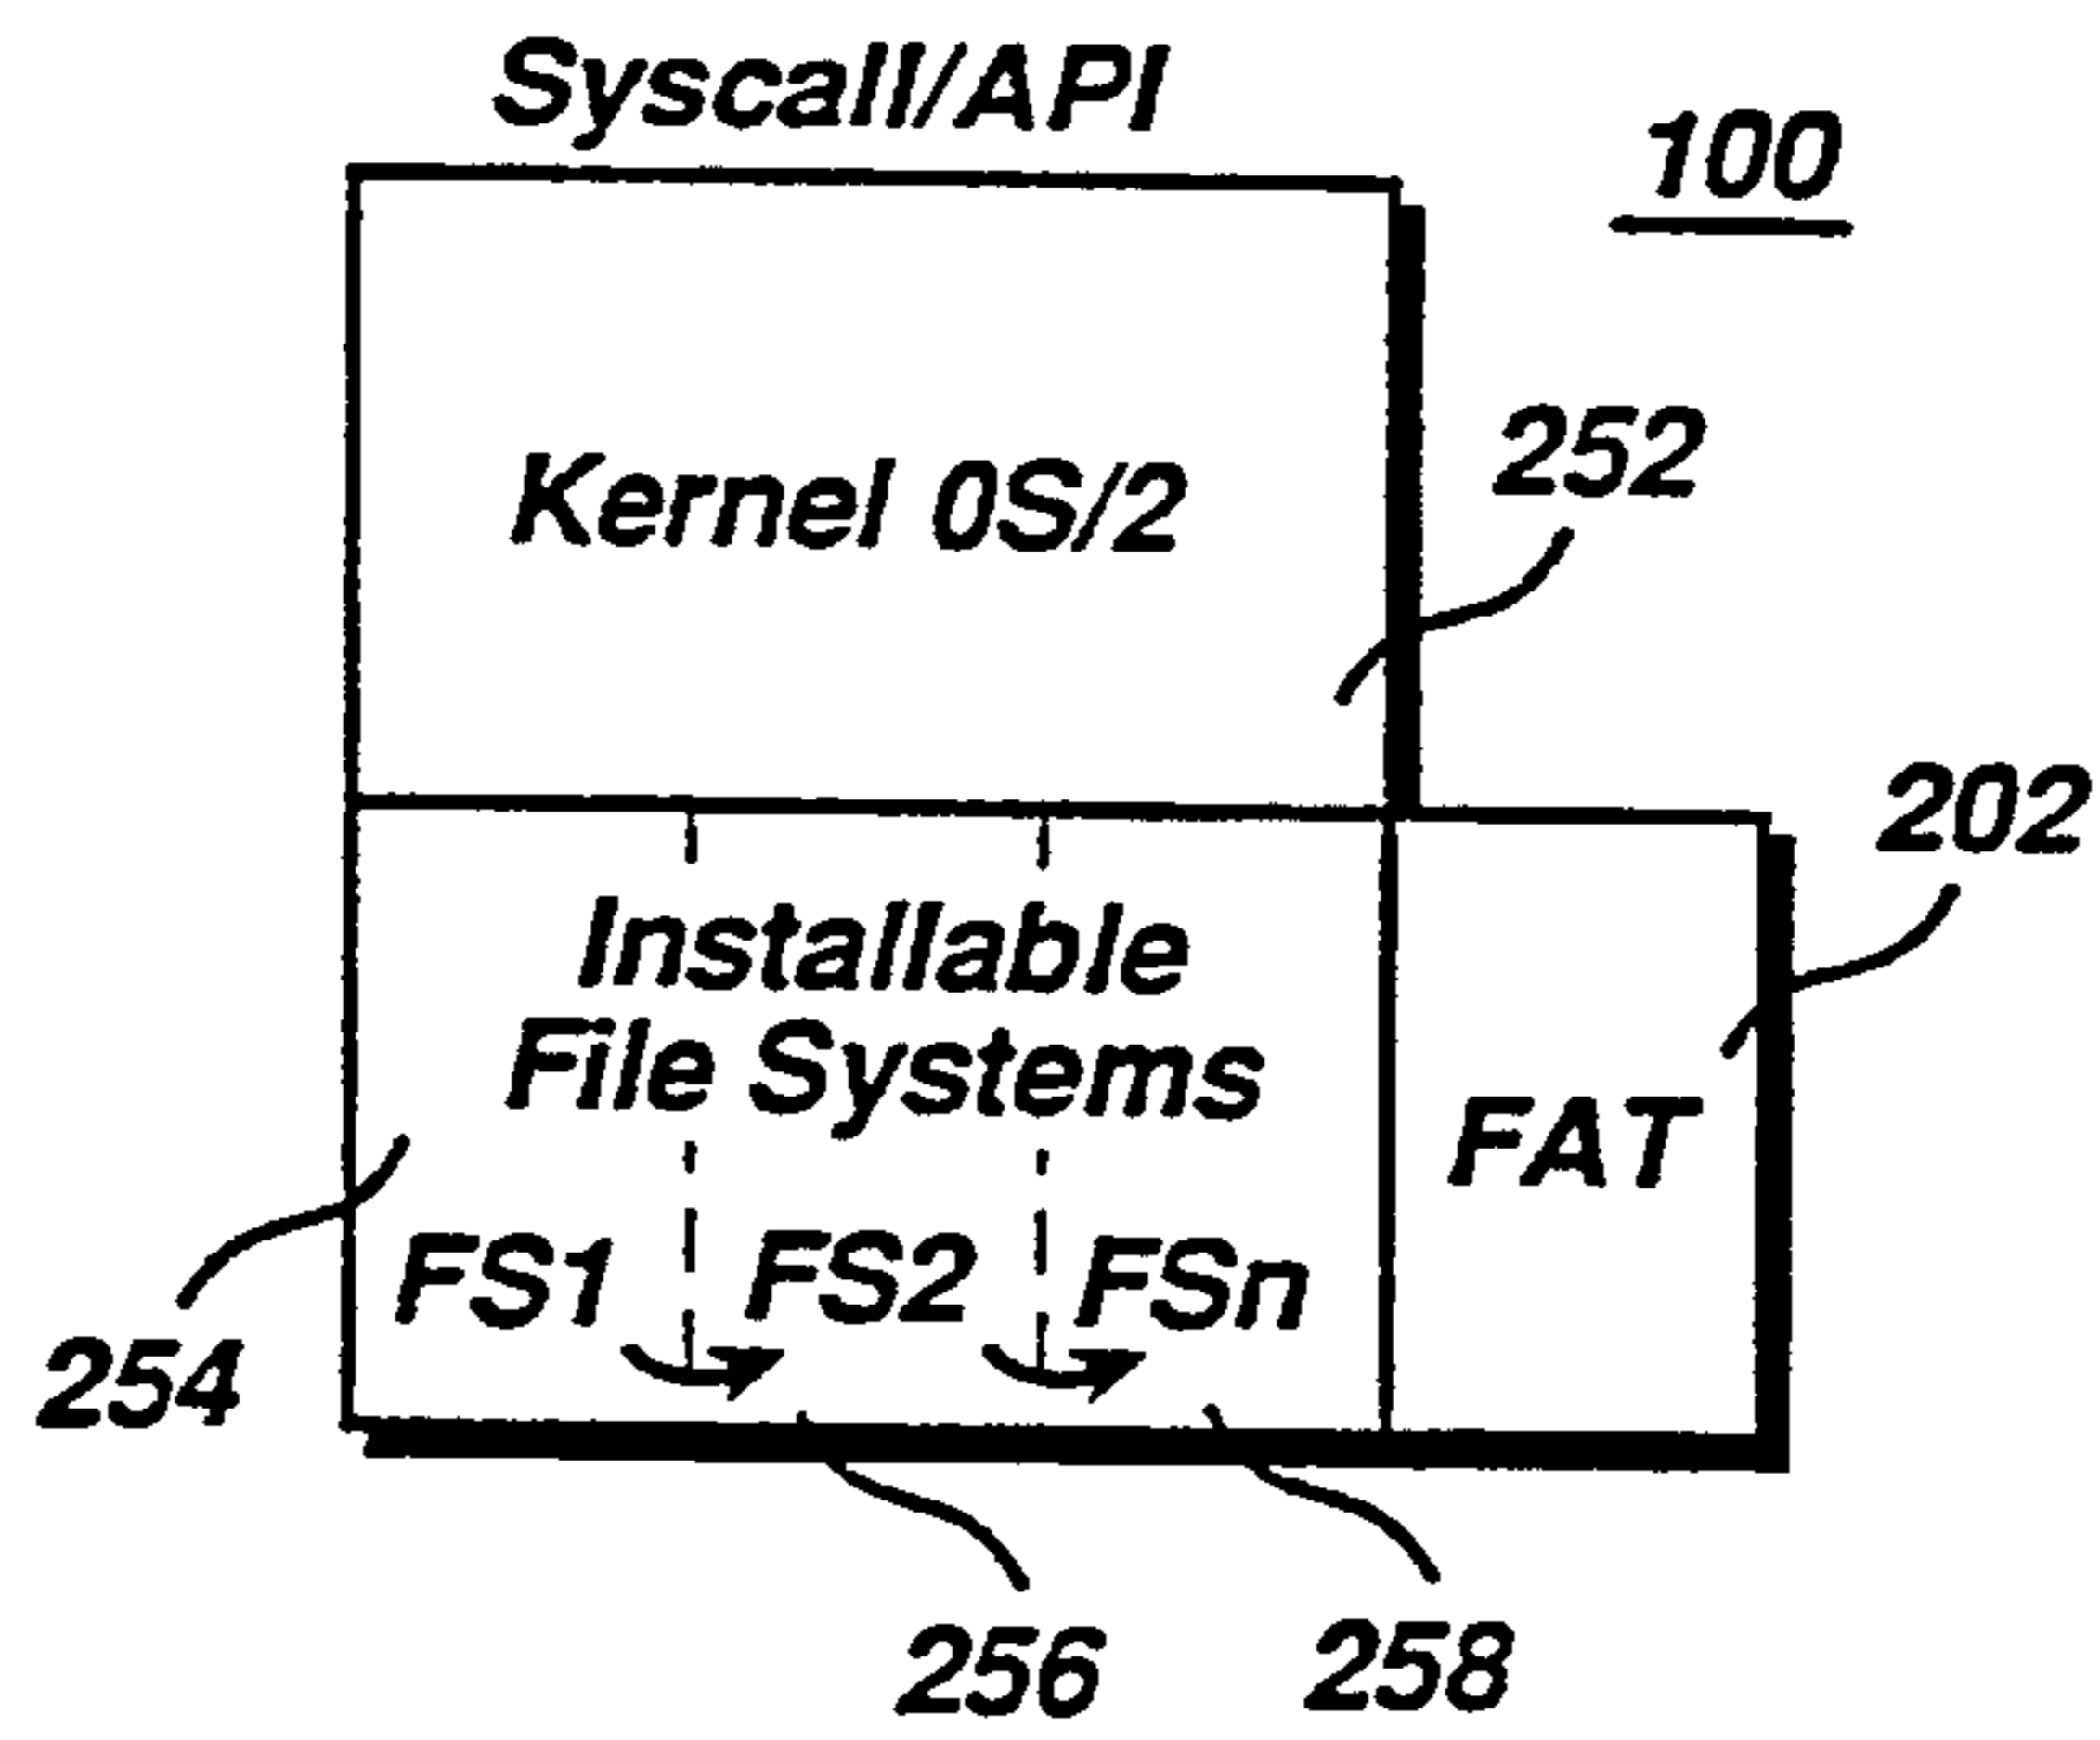 Syscall/API
100
Kernel 0S/2
252
202
Installable
File Systems
FAT
FS1 FS2 FSn
254
256 258